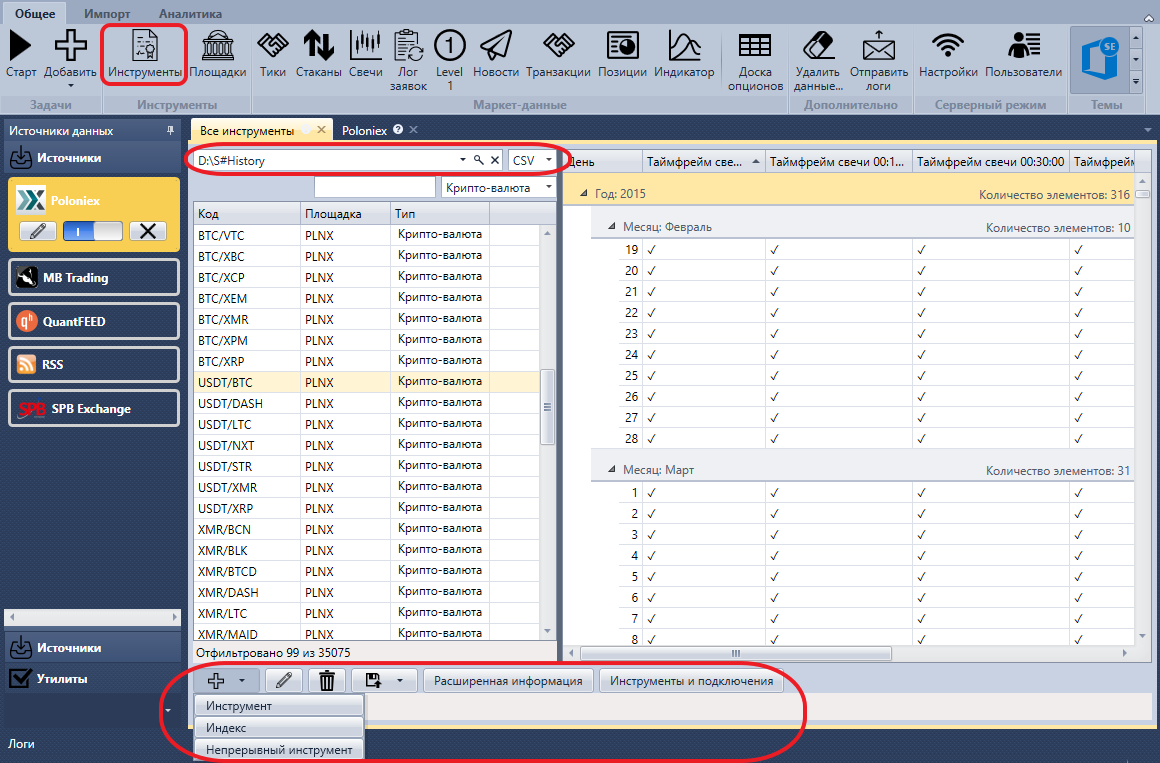 Общее Импорт Аналитика
Старт Добавить Инструменты Площадки Тики Стаканы Свечи Лог заявок Level 1 Новости Транзакции Позиции Индикатор Доска опционов Удалить данные... Отправить логи Настройки Пользователи SE
Задачи Инструменты Маркет-данные Дополнительно Серверный режим Темы
Источники данных
Источники
Poloniex
MB Trading
QuantFEED
RSS
SPB Exchange
Источники
Утилиты
Логи
Все инструменты Poloniex
D:\S#History CSV
Крипто-валюта
Код Площадка Тип
BTC/VTC PLNX Крипто-валюта
BTC/XBC PLNX Крипто-валюта
BTC/XCP PLNX Крипто-валюта
BTC/XEM PLNX Крипто-валюта
BTC/XMR PLNX Крипто-валюта
BTC/XPM PLNX Крипто-валюта
BTC/XRP PLNX Крипто-валюта
USDT/BTC PLNX Крипто-валюта
USDT/DASH PLNX Крипто-валюта
USDT/LTC PLNX Крипто-валюта
USDT/NXT PLNX Крипто-валюта
USDT/STR PLNX Крипто-валюта
USDT/XMR PLNX Крипто-валюта
USDT/XRP PLNX Крипто-валюта
XMR/BCN PLNX Крипто-валюта
XMR/BLK PLNX Крипто-валюта
XMR/BTCD PLNX Крипто-валюта
XMR/DASH PLNX Крипто-валюта
XMR/LTC PLNX Крипто-валюта
XMR/MAID PLNX Крипто-валюта
Отфильтровано 99 из 35075
День Таймфрейм све... Таймфрейм свечи 00:1... Таймфрейм свечи 00:30:00 Таймфрейм
Год: 2015 Количество элементов: 316
Месяц: Февраль Количество элементов: 10
19 ✓ ✓ ✓ ✓
20 ✓ ✓ ✓ ✓
21 ✓ ✓ ✓ ✓
22 ✓ ✓ ✓ ✓
23 ✓ ✓ ✓ ✓
24 ✓ ✓ ✓ ✓
25 ✓ ✓ ✓ ✓
26 ✓ ✓ ✓ ✓
27 ✓ ✓ ✓ ✓
28 ✓ ✓ ✓ ✓
Месяц: Март Количество элементов: 31
1 ✓ ✓ ✓ ✓
2 ✓ ✓ ✓ ✓
3 ✓ ✓ ✓ ✓
4 ✓ ✓ ✓ ✓
5 ✓ ✓ ✓ ✓
6 ✓ ✓ ✓ ✓
7 ✓ ✓ ✓ ✓
8 ✓ ✓ ✓ ✓
Расширенная информация Инструменты и подключения
Инструмент
Индекс
Непрерывный инструмент